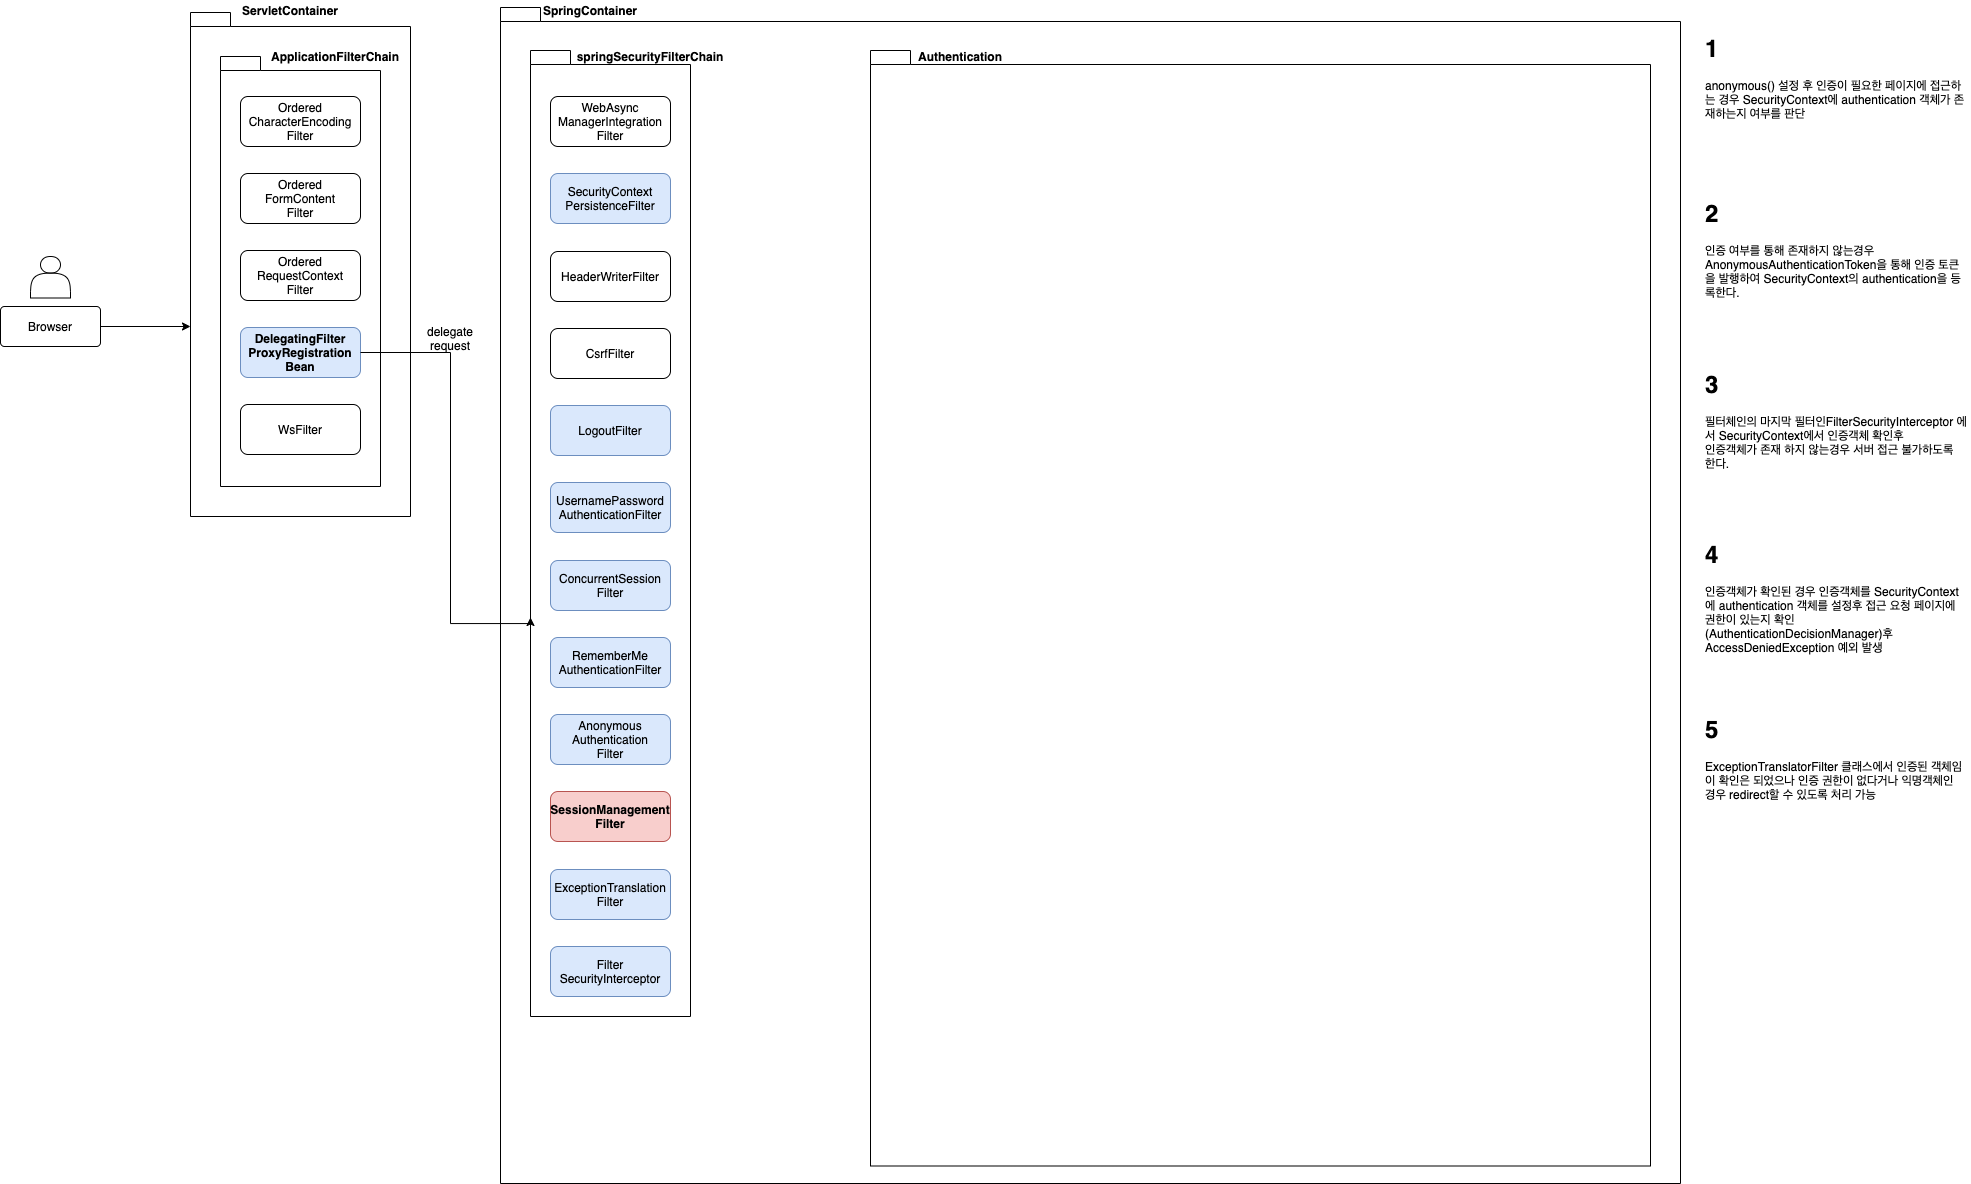 ServletContainer
ApplicationFilterChain
Ordered
CharacterEncoding
Filter
Ordered
FormContent
Filter
Ordered
RequestContext
Filter
DelegatingFilter
ProxyRegistration
Bean
WsFilter
Browser
delegate
request
SpringContainer
springSecurityFilterChain
WebAsync
ManagerIntegration
Filter
SecurityContext
PersistenceFilter
HeaderWriterFilter
CsrfFilter
LogoutFilter
UsernamePassword
AuthenticationFilter
ConcurrentSession
Filter
RememberMe
AuthenticationFilter
Anonymous
Authentication
Filter
SessionManagement
Filter
ExceptionTranslation
Filter
Filter
SecurityInterceptor
Authentication
1
anonymous() 설정 후 인증이 필요한 페이지에 접근하
는 경우 SecurityContext에 authentication 객체가 존
재하는지 여부를 판단
2
인증 여부를 통해 존재하지 않는경우
AnonymousAuthenticationToken을 통해 인증 토큰
을 발행하여 SecurityContext의 authentication을 등
록한다.
3
필터체인의 마지막 필터인FilterSecurityInterceptor 에
서 SecurityContext에서 인증객체 확인후
인증객체가 존재 하지 않는경우 서버 접근 불가하도록
한다.
4
인증객체가 확인된 경우 인증객체를 SecurityContext
에 authentication 객체를 설정후 접근 요청 페이지에
권한이 있는지 확인
(AuthenticationDecisionManager)후
AccessDeniedException 예외 발생
5
ExceptionTranslatorFilter 클래스에서 인증된 객체임
이 확인은 되었으나 인증 권한이 없다거나 익명객체인
경우 redirect할 수 있도록 처리 가능